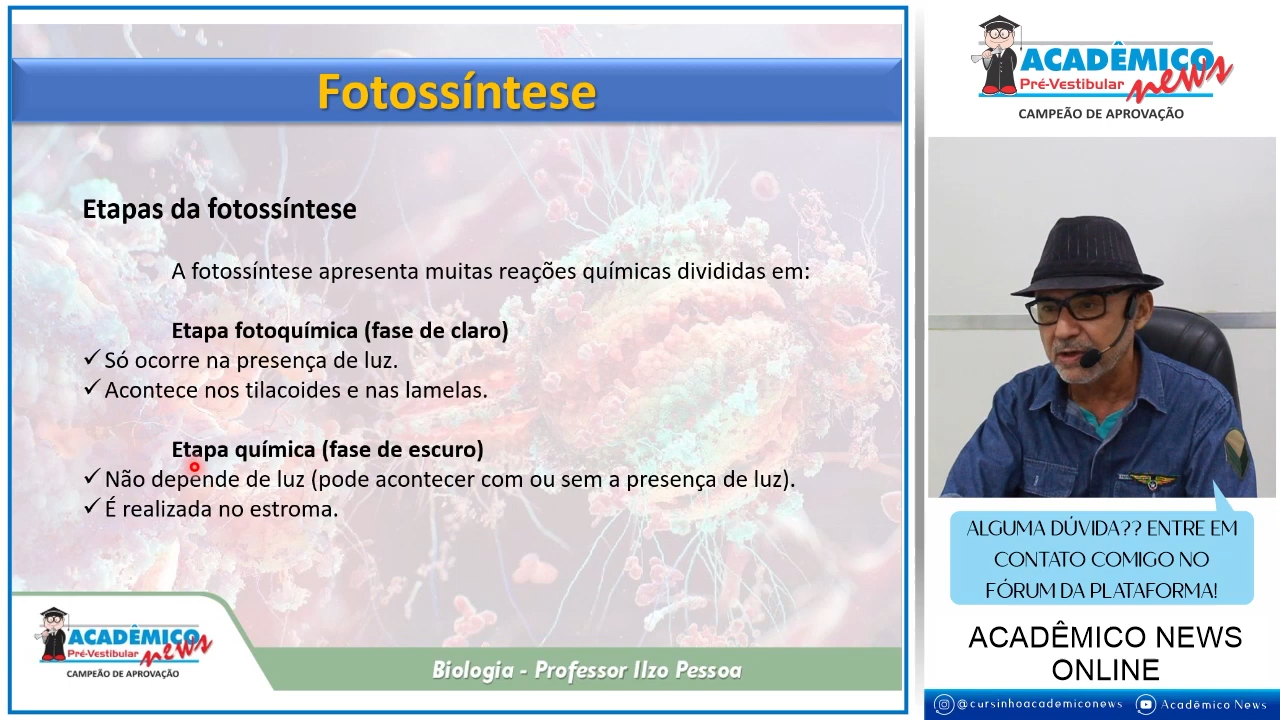 Fotossíntese
Etapas da fotossíntese
A fotossíntese apresenta muitas reações químicas divididas em:
Etapa fotoquímica (fase de claro)
✓ Só ocorre na presença de luz.
✓ Acontece nos tilacoides e nas lamelas.
Etapa química (fase de escuro)
✓ Não depende de luz (pode acontecer com ou sem a presença de luz).
✓ É realizada no estroma.
ACADÊMICO
Pré-Vestibular news
CAMPEÃO DE APROVAÇÃO
Biologia - Professor Ilzo Pessoa
ACADÊMICO
Pré-Vestibular news
CAMPEÃO DE APROVAÇÃO
ALGUMA DÚVIDA?? ENTRE EM
CONTATO COMIGO NO
FÓRUM DA PLATAFORMA!
ACADÊMICO NEWS
ONLINE
@cursinhoacademiconews Acadêmico News